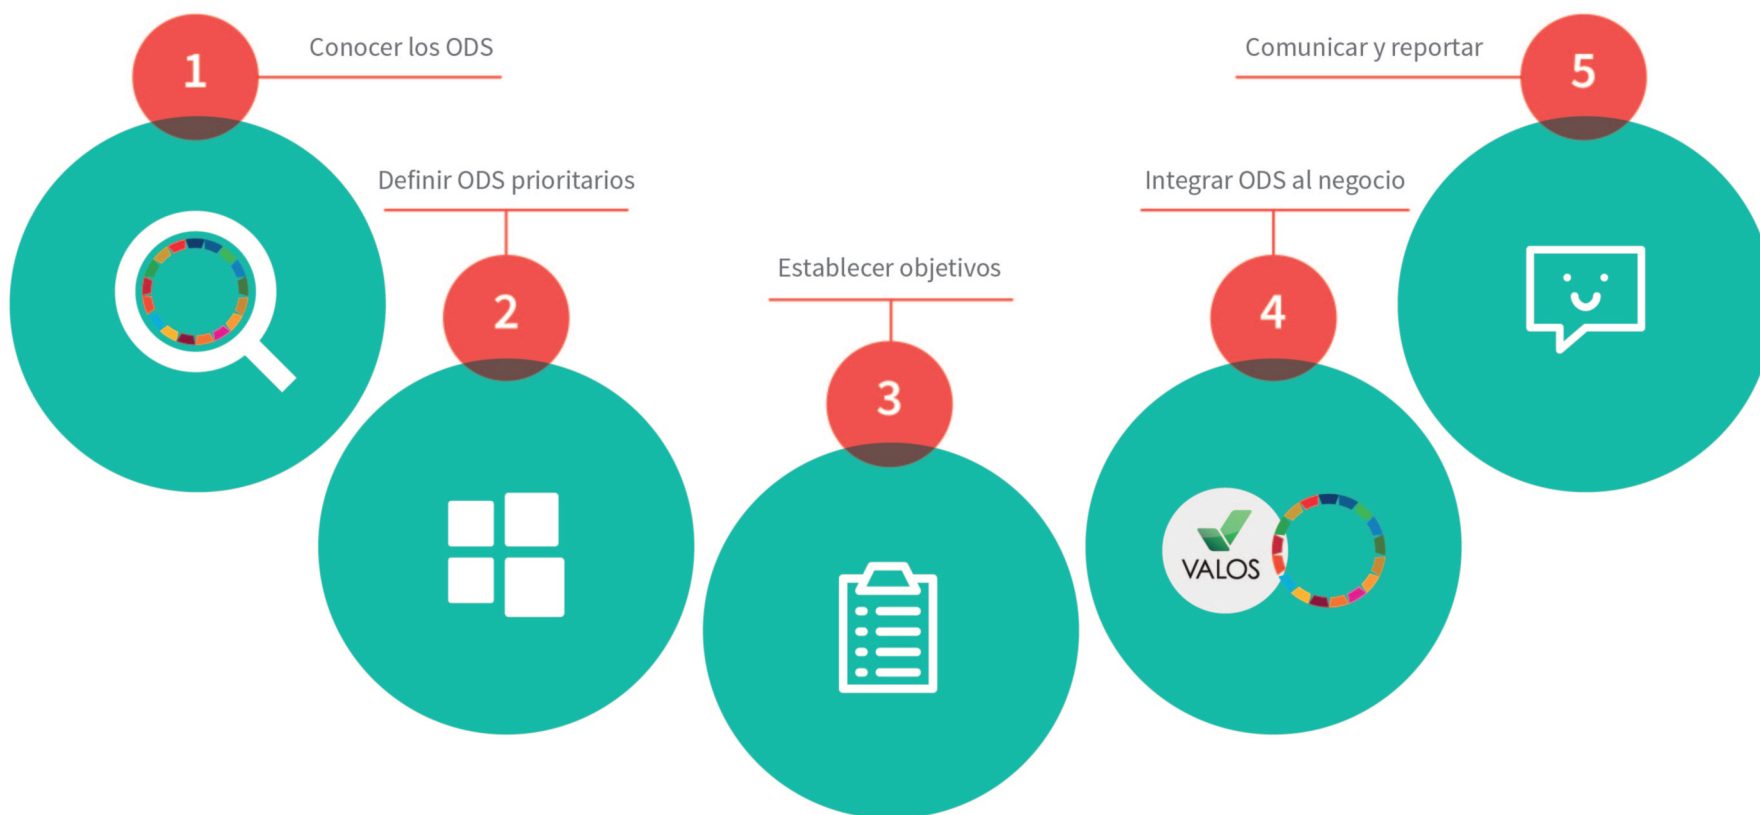 1
Conocer los ODS
2
Definir ODS prioritarios
3
Establecer objetivos
4
Integrar ODS al negocio
VALOS
5
Comunicar y reportar